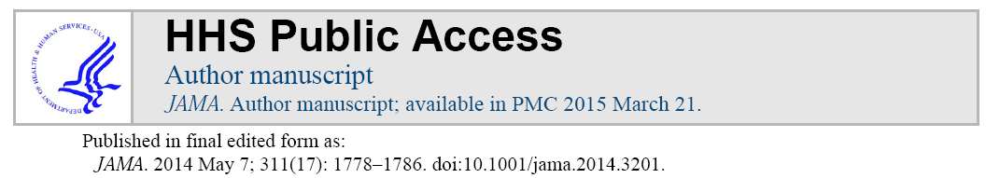 DEPARTMENT OF HEALTH & HUMAN SERVICES·USA
HHS Public Access
Author manuscript
JAMA. Author manuscript; available in PMC 2015 March 21.
Published in final edited form as:
JAMA. 2014 May 7; 311(17): 1778–1786. doi:10.1001/jama.2014.3201.